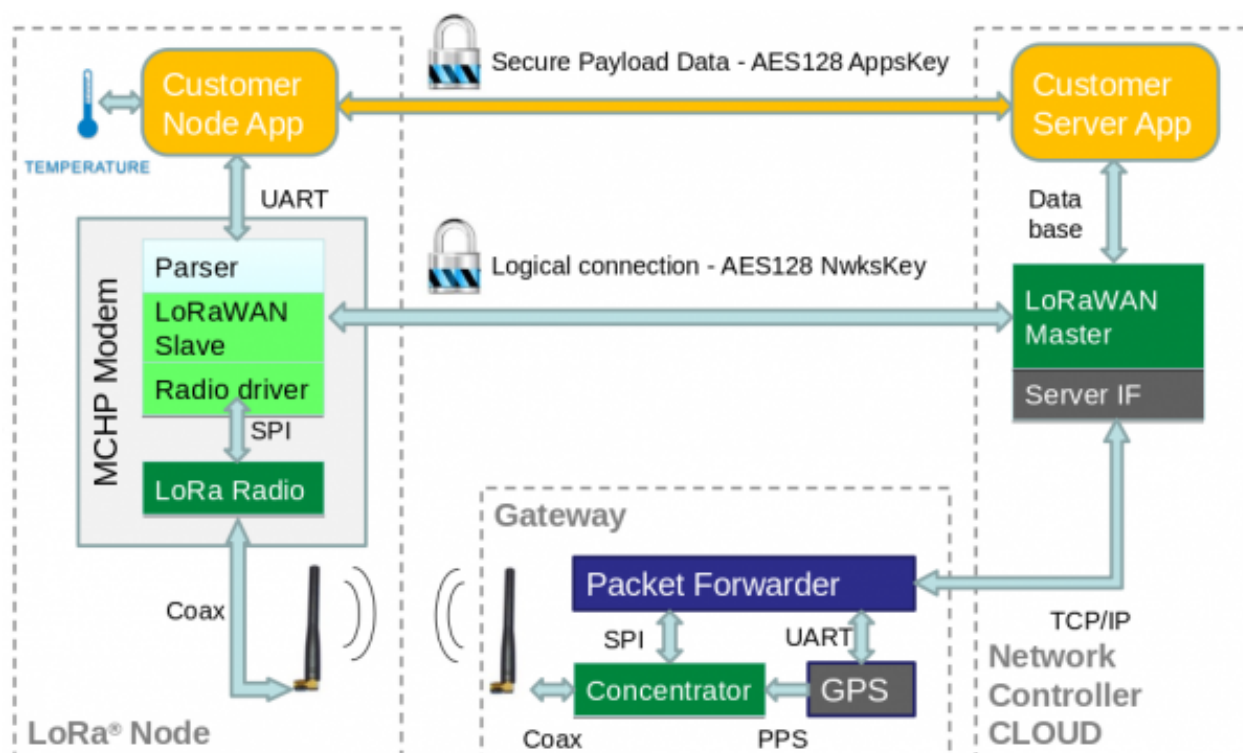 Secure Payload Data - AES128 AppsKey
Customer
Node App
Customer
Server App
TEMPERATURE
UART
Data
base
MCHP Modem
Parser
LoRaWAN
Slave
Radio driver
SPI
LoRa Radio
Logical connection - AES128 NwksKey
LoRaWAN
Master
Server IF
Coax
LoRa® Node
Gateway
Packet Forwarder
SPI
UART
Concentrator
GPS
Coax
PPS
TCP/IP
Network
Controller
CLOUD